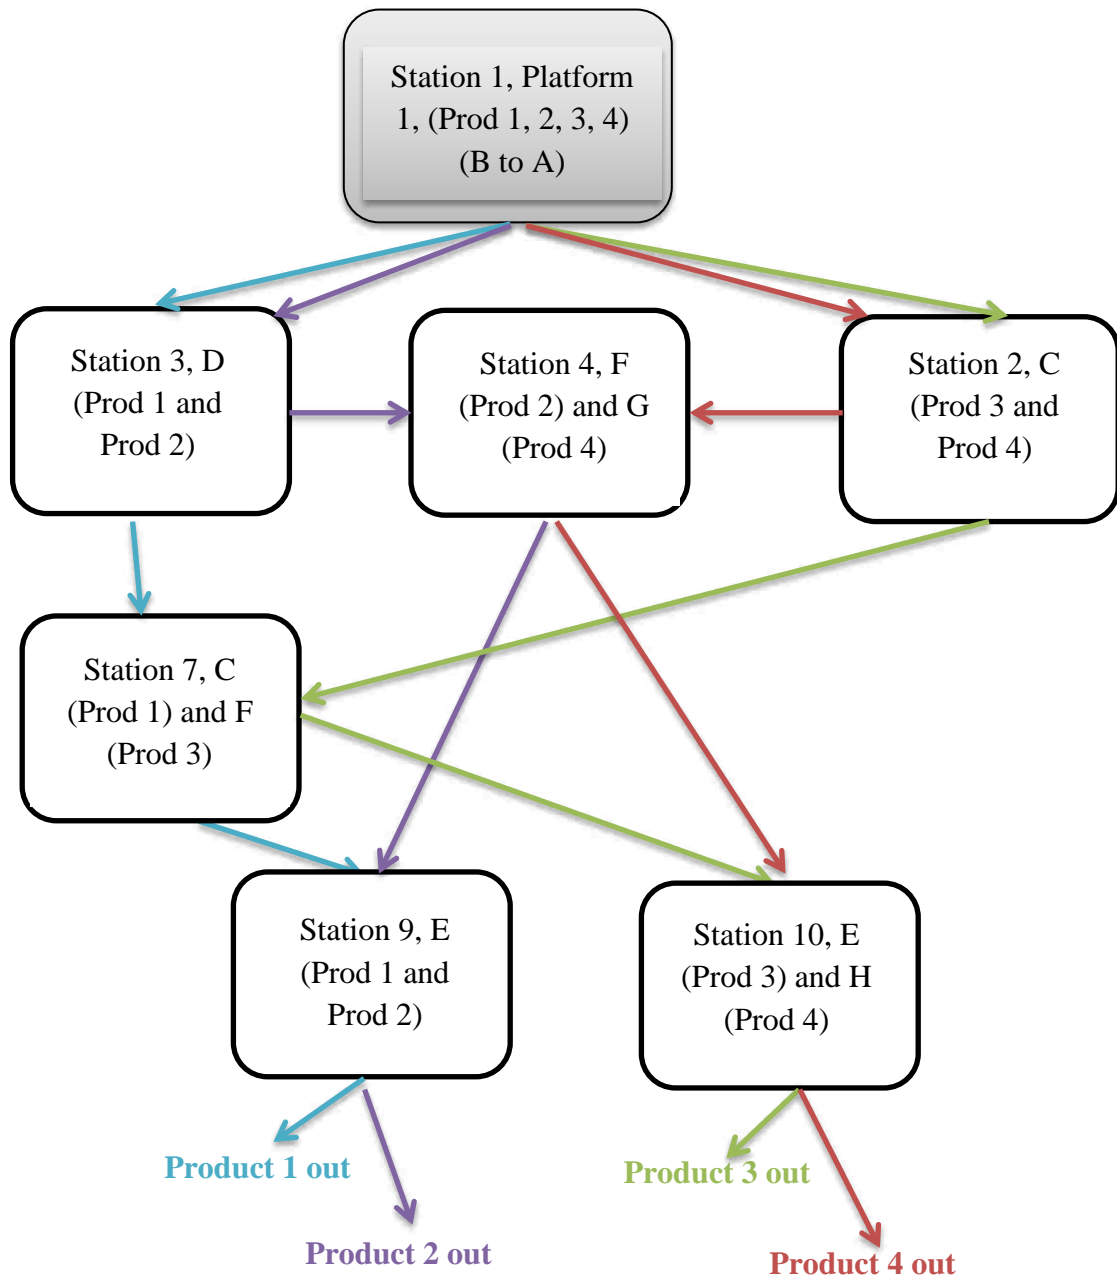 Station 1, Platform
1, (Prod 1, 2, 3, 4)
(B to A)
Station 3, D
(Prod 1 and
Prod 2)
Station 4, F
(Prod 2) and G
(Prod 4)
Station 2, C
(Prod 3 and
Prod 4)
Station 7, C
(Prod 1) and F
(Prod 3)
Station 9, E
(Prod 1 and
Prod 2)
Station 10, E
(Prod 3) and H
(Prod 4)
Product 1 out
Product 3 out
Product 2 out
Product 4 out